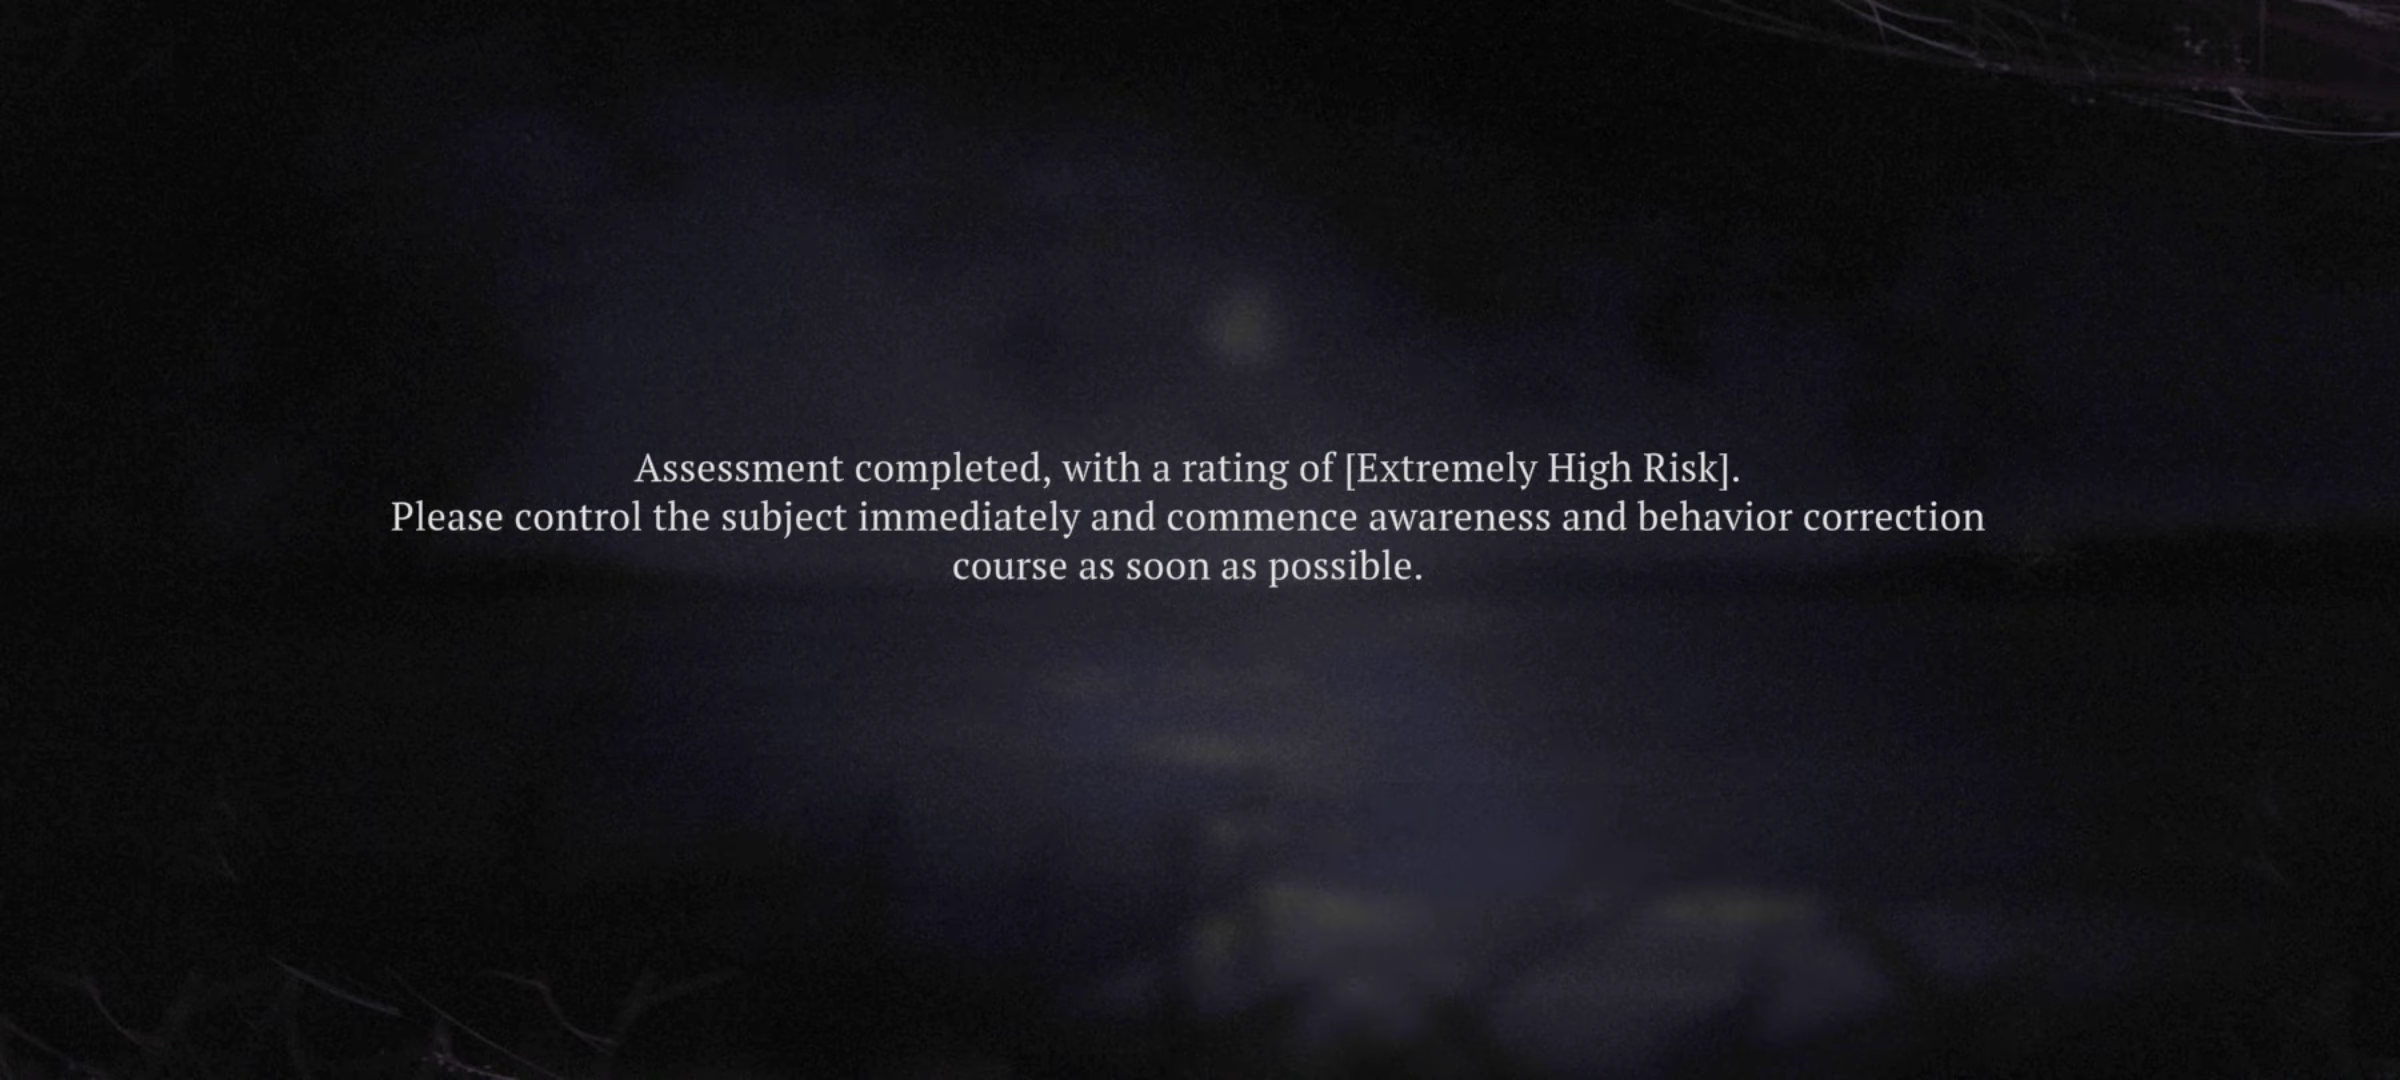 Assessment completed, with a rating of [Extremely High Risk].
Please control the subject immediately and commence awareness and behavior correction
course as soon as possible.